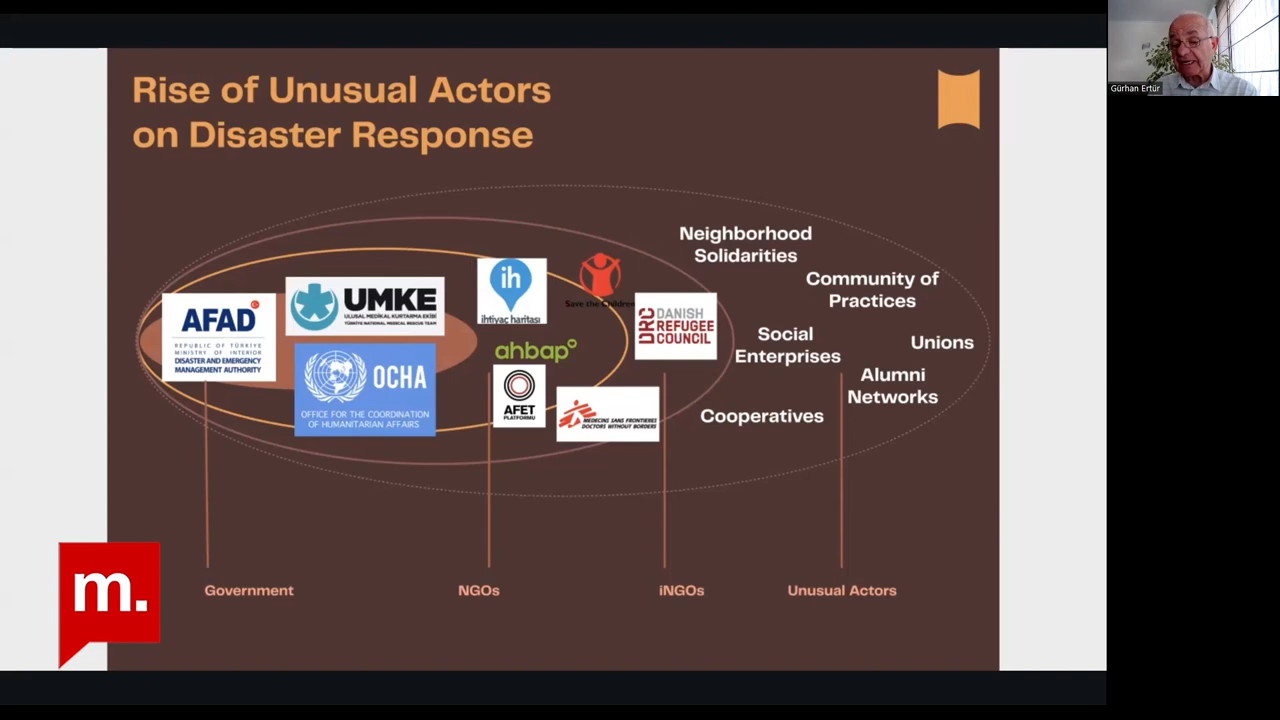 Rise of Unusual Actors
on Disaster Response
Gürhan Ertür
AFAD
REPUBLIC OF TÜRKİYE
MINISTRY OF INTERIOR
DISASTER AND EMERGENCY
MANAGEMENT AUTHORITY
UMKE
ULUSAL MEDİKAL KURTARMA EKİBİ
TÜRKİYE NATIONAL MEDICAL RESCUE TEAM
OCHA
OFFICE FOR THE COORDINATION
OF HUMANITARIAN AFFAIRS
ih
ihtiyaç haritası
ahbap
AFET
PLATFORMU
Save the Children
DRC
DANISH
REFUGEE
COUNCIL
MEDECINS SANS FRONTIERES
DOCTORS WITHOUT BORDERS
Neighborhood
Solidarities
Community of
Practices
Social
Enterprises
Unions
Alumni
Networks
Cooperatives
Government
NGOs
iNGOs
Unusual Actors
m.